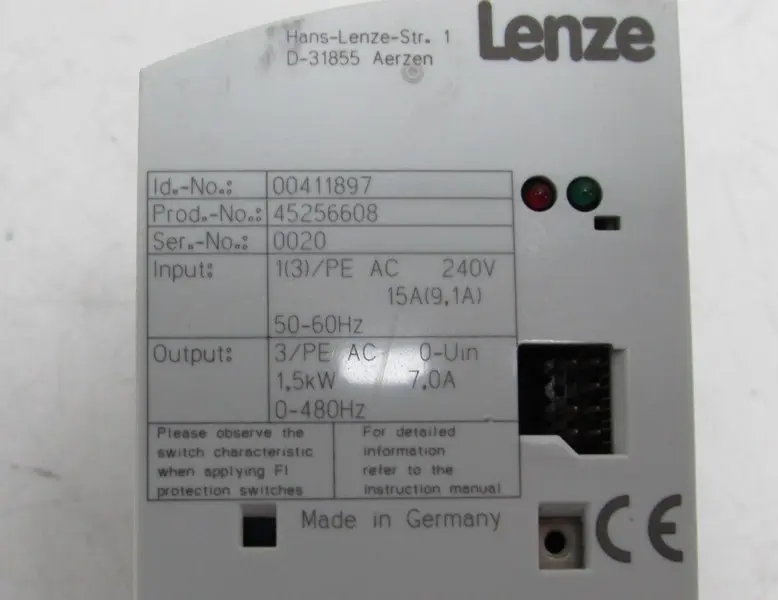 Hans-Lenze-Str. 1
D-31855 Aerzen
Lenze
Id.-No.: 00411897
Prod.-No.: 45256608
Ser.-No.: 0020
Input: 1(3)/PE AC 240V
15A(9,1A)
50-60Hz
Output: 3/PE AC 0-Uin
1,5kW 7,0A
0-480Hz
Please observe the
switch characteristic
when applying FI
protection switches
For detailed
information
refer to the
instruction manual
Made in Germany
CE